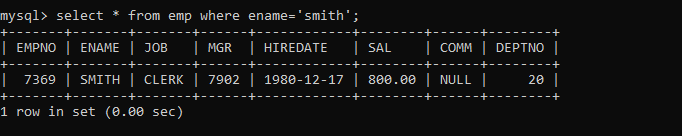 mysql> select * from emp where ename='smith';
+-------+-------+-------+------+------------+--------+------+--------+
| EMPNO | ENAME | JOB   | MGR  | HIREDATE   | SAL    | COMM | DEPTNO |
+-------+-------+-------+------+------------+--------+------+--------+
|  7369 | SMITH | CLERK | 7902 | 1980-12-17 | 800.00 | NULL |     20 |
+-------+-------+-------+------+------------+--------+------+--------+
1 row in set (0.00 sec)